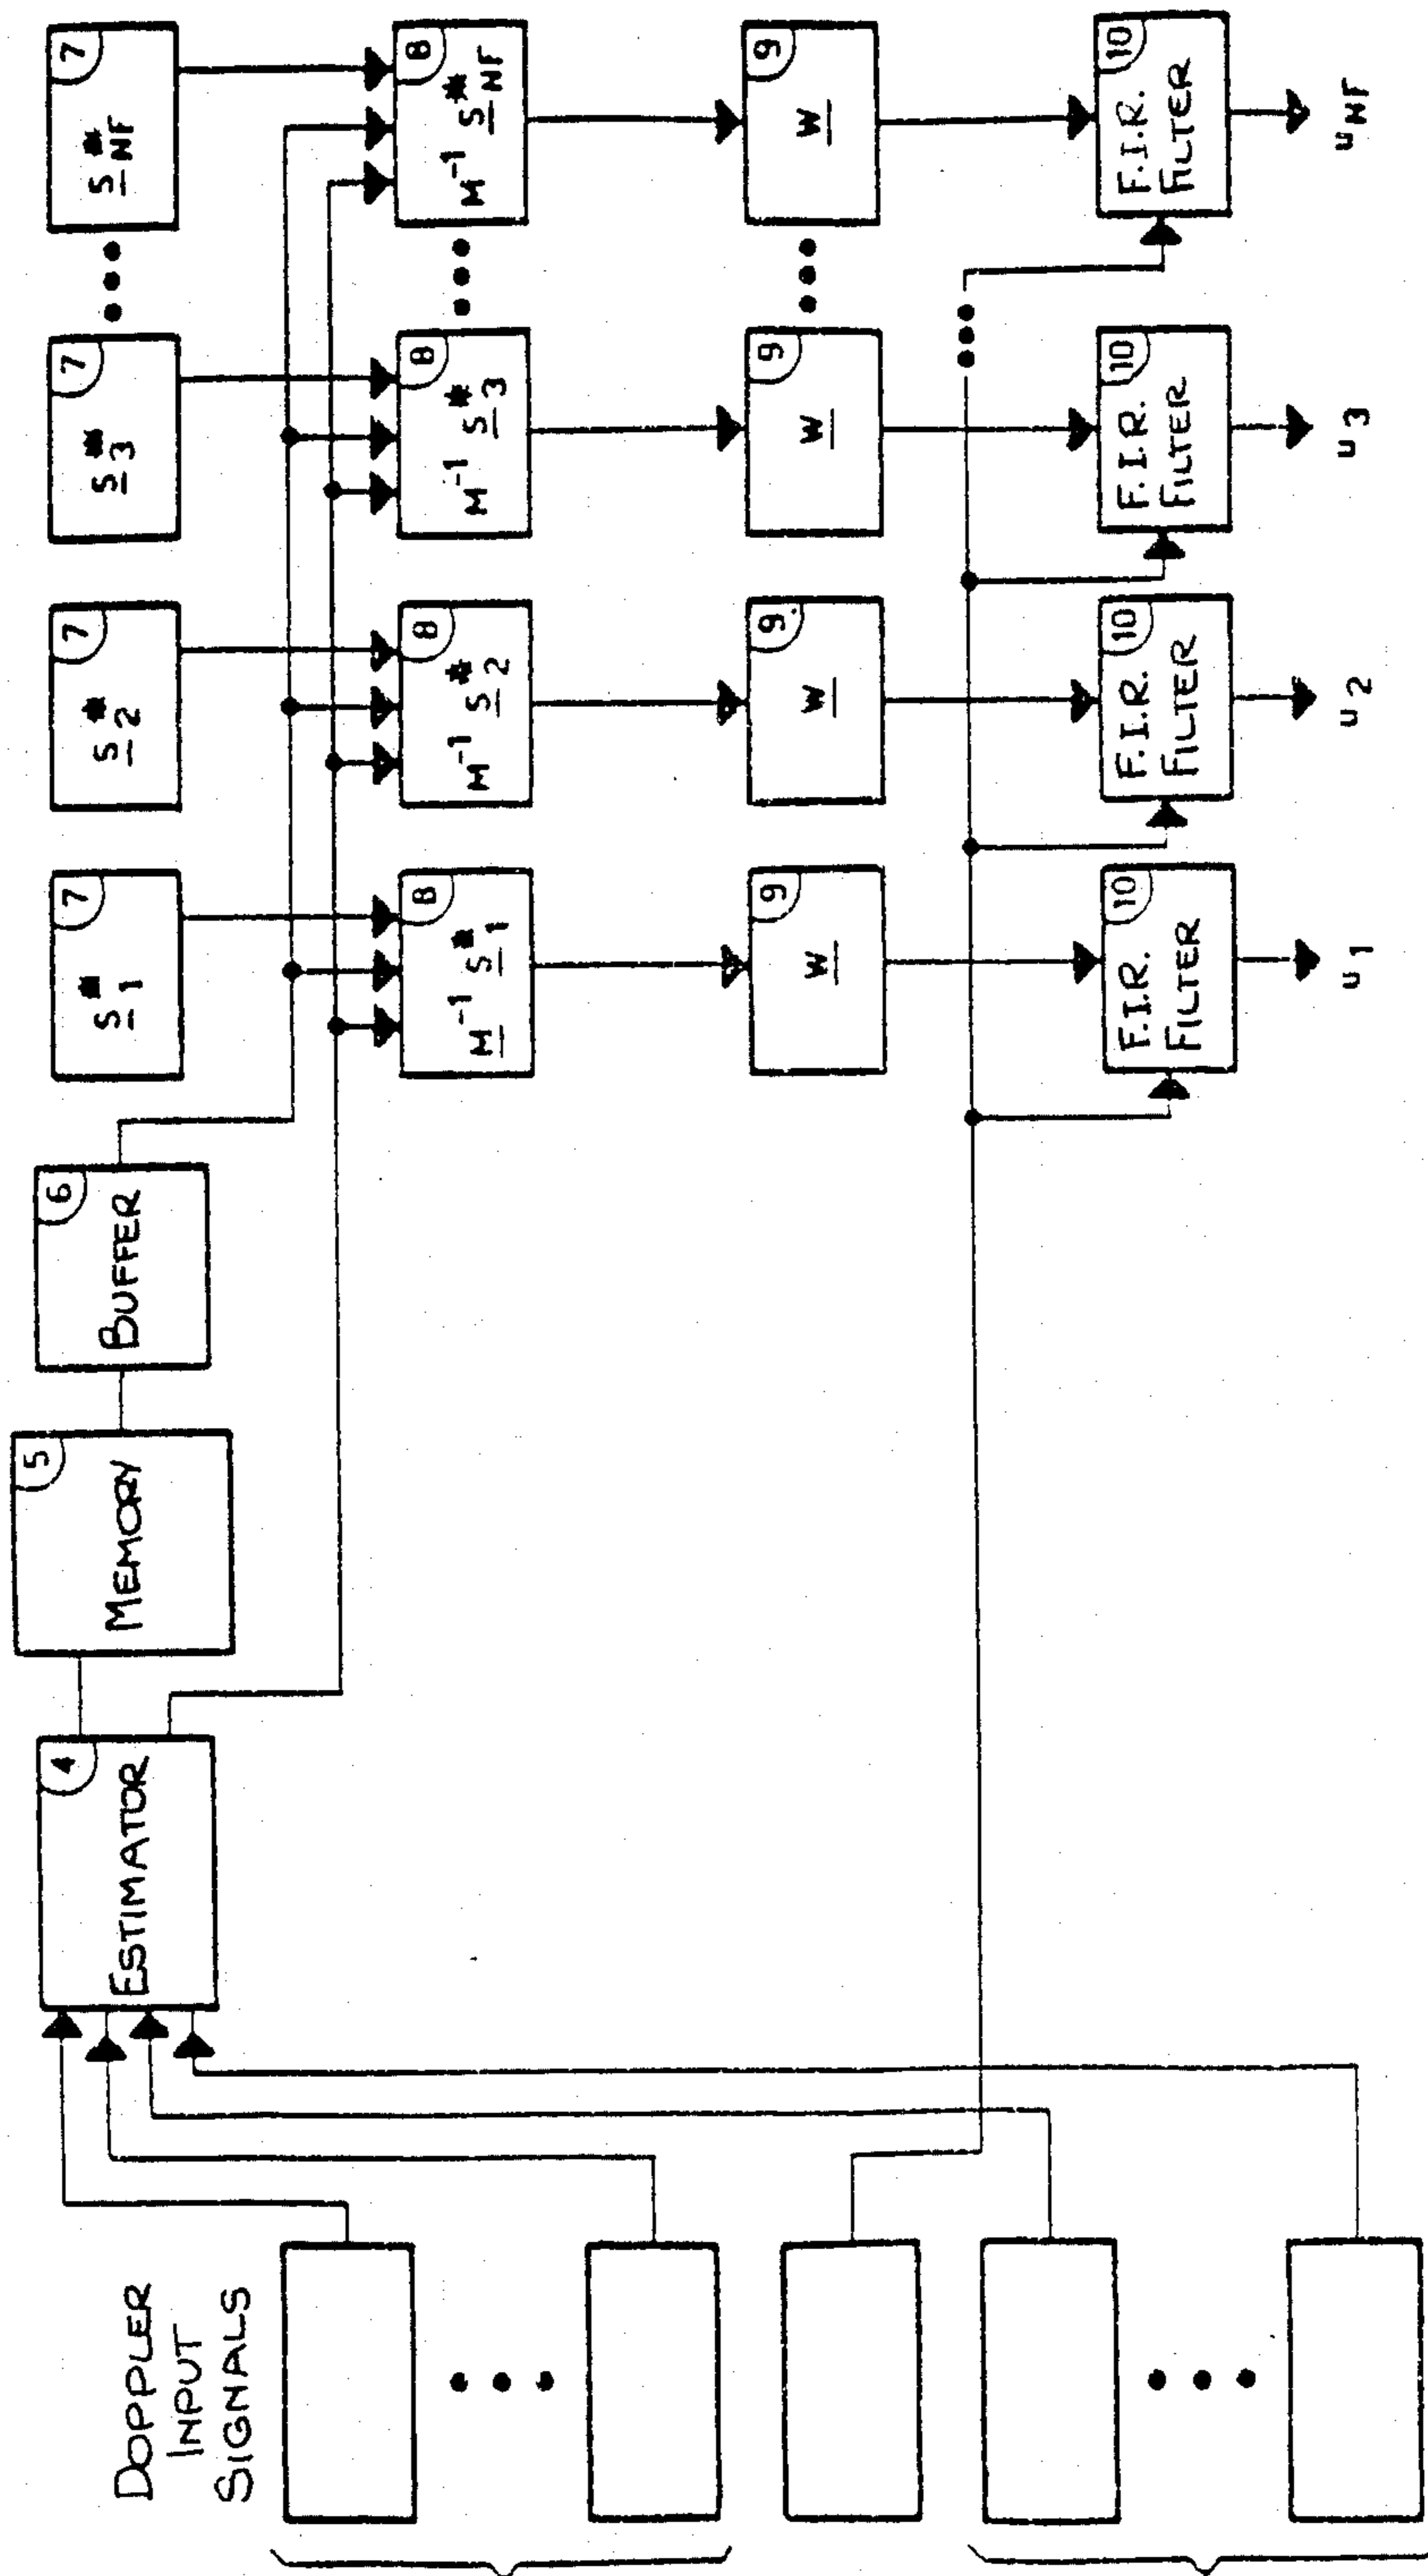 DOPPLER
INPUT
SIGNALS
4
ESTIMATOR
5
MEMORY
6
BUFFER
7
S*1
7
S*2
7
S*3
7
S*NF
8
M⁻¹ S*1
8
M⁻¹ S*2
8
M⁻¹ S*3
8
M⁻¹ S*NF
9
W
9
W
9
W
9
W
10
F.I.R.
FILTER
10
F.I.R.
FILTER
10
F.I.R.
FILTER
10
F.I.R.
FILTER
u1
u2
u3
uNF